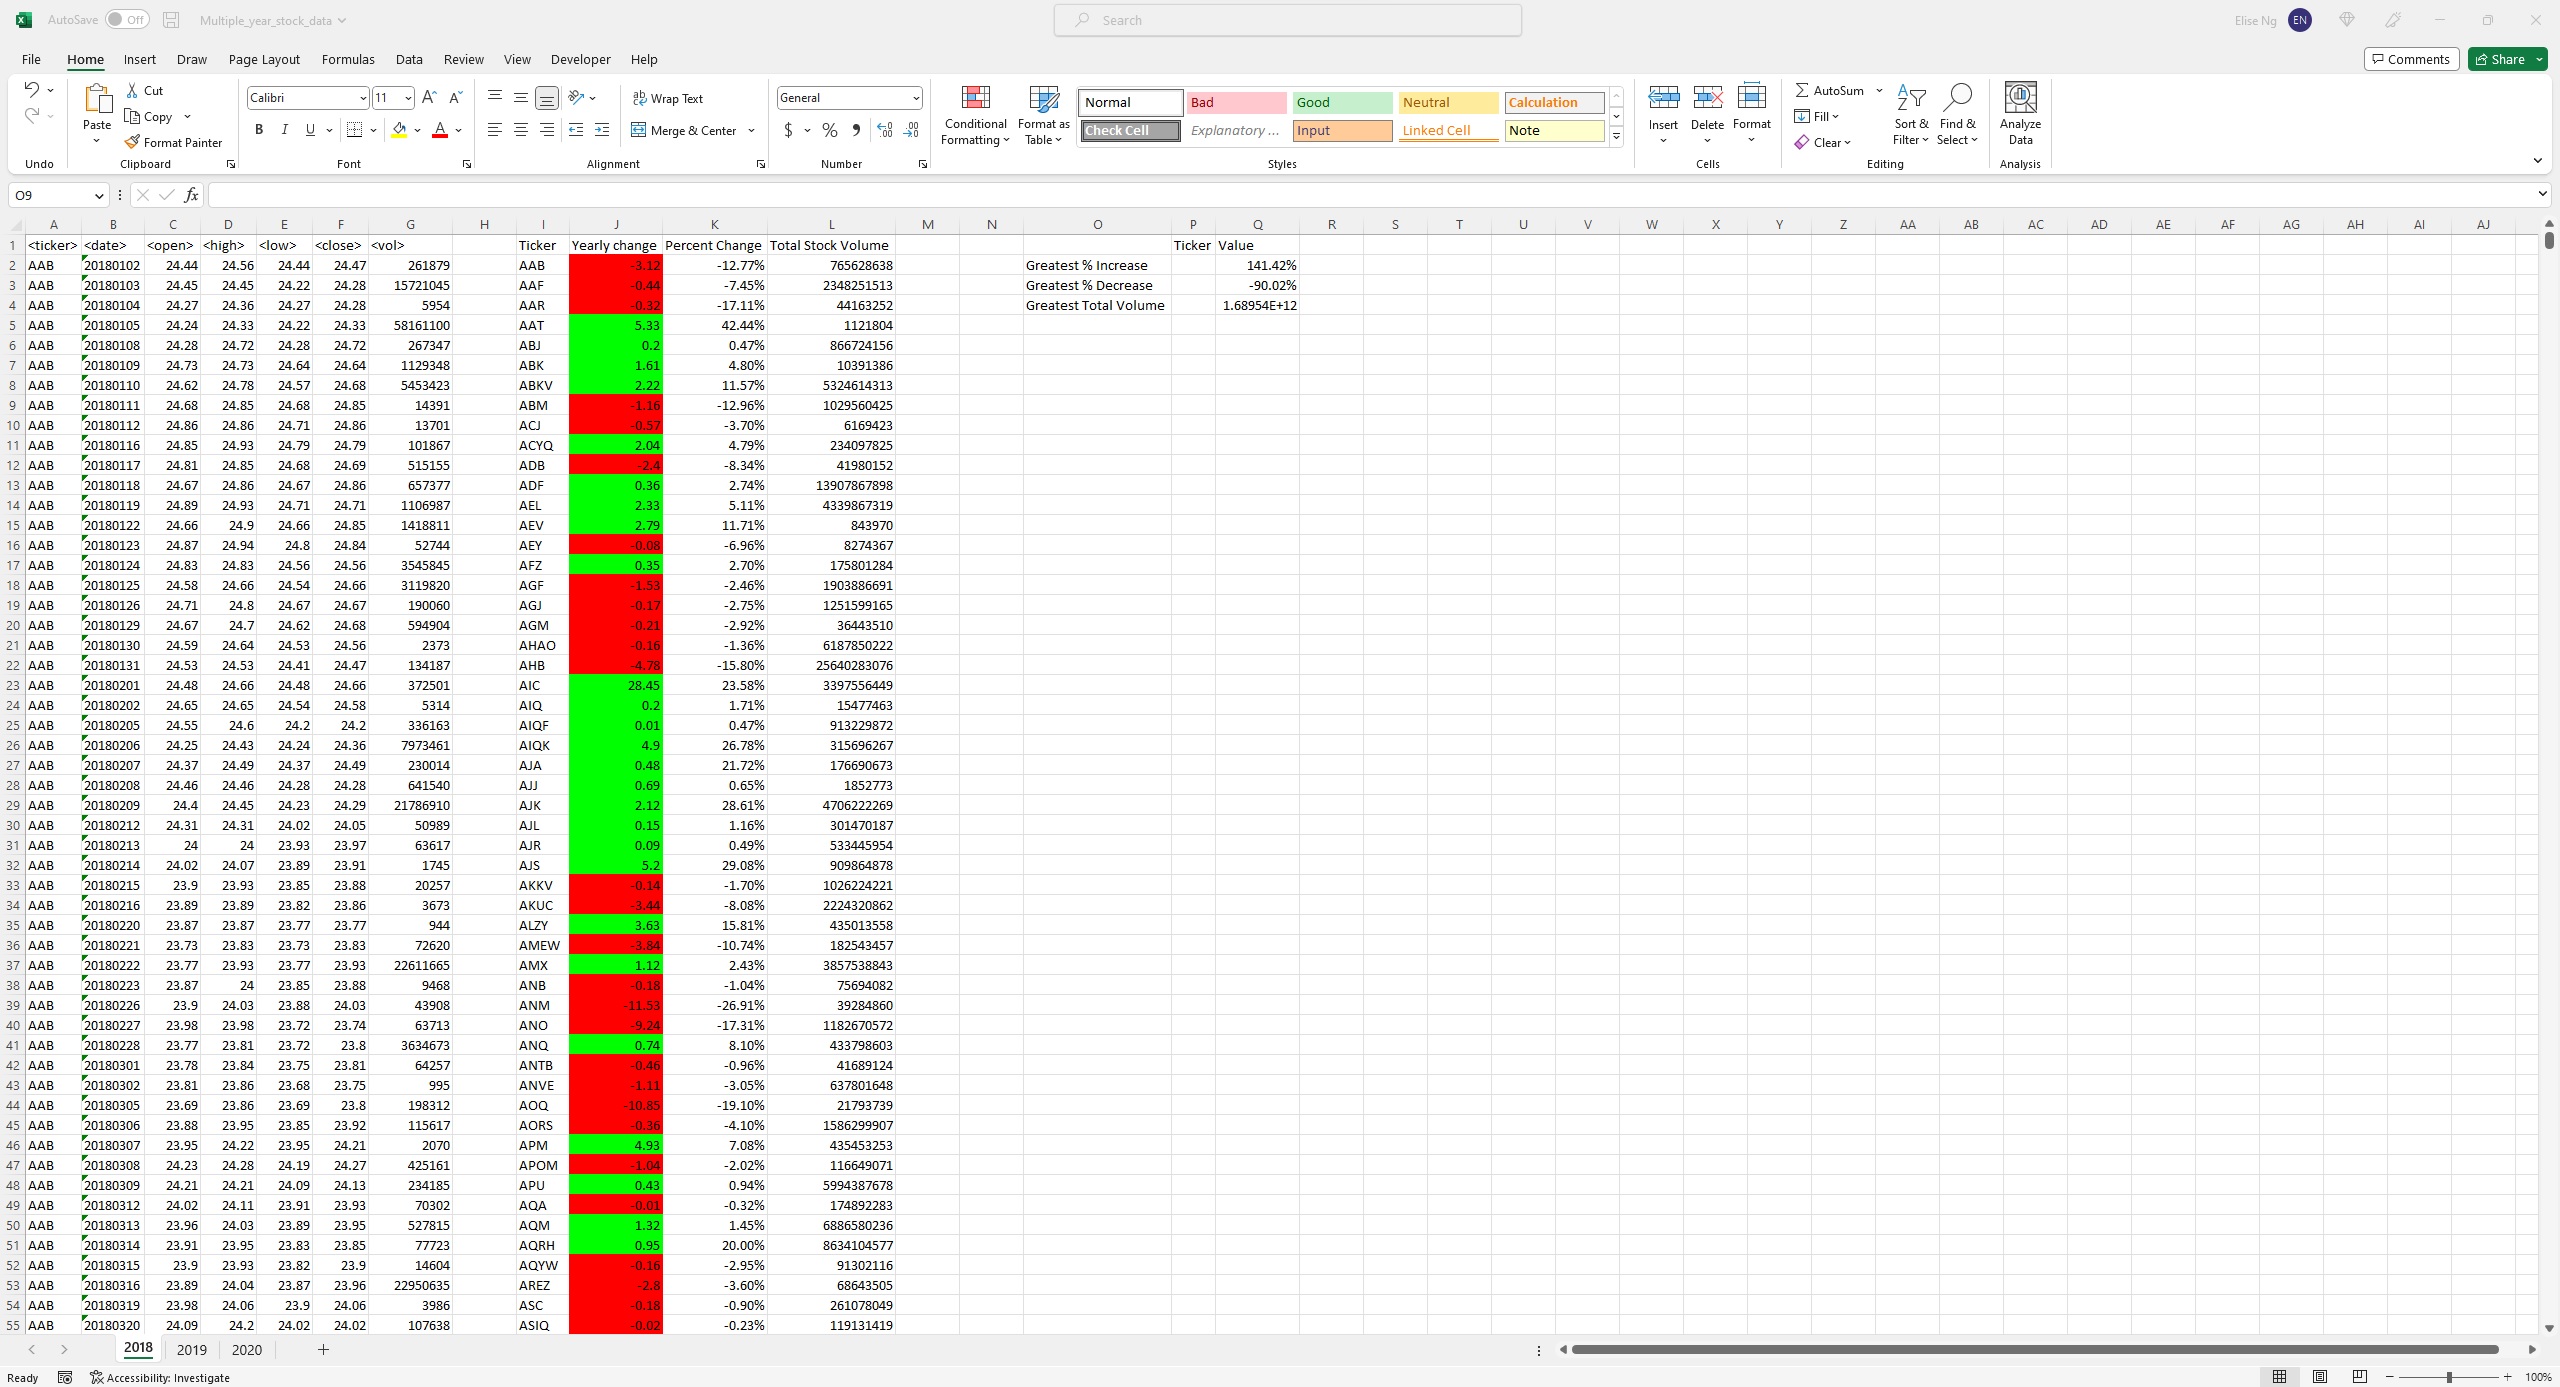 AutoSave Off Multiple_year_stock_data Search Elise Ng EN
File Home Insert Draw Page Layout Formulas Data Review View Developer Help Comments Share
Paste Cut Calibri 11 Wrap Text General Conditional Formatting Format as Table Normal Bad Good Neutral Calculation Insert Delete Format AutoSum Sort & Filter Find & Select Analyze Data
Copy B I U Merge & Center $ % Check Cell Explanatory ... Input Linked Cell Note Fill
Format Painter Clear
Undo Clipboard Font Alignment Number Styles Cells Editing Analysis
O9 fx
A B C D E F G H I J K L M N O P Q R S T U V W X Y Z AA AB AC AD AE AF AG AH AI AJ
1 <ticker> <date> <open> <high> <low> <close> <vol> Ticker Yearly change Percent Change Total Stock Volume Ticker Value
2 AAB 20180102 24.44 24.56 24.44 24.47 261879 AAB -3.12 -12.77% 765628638 Greatest % Increase 141.42%
3 AAB 20180103 24.45 24.45 24.22 24.28 15721045 AAF -0.44 -7.45% 2348251513 Greatest % Decrease -90.02%
4 AAB 20180104 24.27 24.36 24.27 24.28 5954 AAR -0.32 -17.11% 44163252 Greatest Total Volume 1.68954E+12
5 AAB 20180105 24.24 24.33 24.22 24.33 58161100 AAT 5.33 42.44% 1121804
6 AAB 20180108 24.28 24.72 24.28 24.72 267347 ABJ 0.2 0.47% 866724156
7 AAB 20180109 24.73 24.73 24.64 24.64 1129348 ABK 1.61 4.80% 10391386
8 AAB 20180110 24.62 24.78 24.57 24.68 5453423 ABKV 2.22 11.57% 5324614313
9 AAB 20180111 24.68 24.85 24.68 24.85 14391 ABM -1.16 -12.96% 1029560425
10 AAB 20180112 24.86 24.86 24.71 24.86 13701 ACJ -0.57 -3.70% 6169423
11 AAB 20180116 24.85 24.93 24.79 24.79 101867 ACYQ 2.04 4.79% 234097825
12 AAB 20180117 24.81 24.85 24.68 24.69 515155 ADB -2.4 -8.34% 41980152
13 AAB 20180118 24.67 24.86 24.67 24.86 657377 ADF 0.36 2.74% 13907867898
14 AAB 20180119 24.89 24.93 24.71 24.71 1106987 AEL 2.33 5.11% 4339867319
15 AAB 20180122 24.66 24.9 24.66 24.85 1418811 AEV 2.79 11.71% 843970
16 AAB 20180123 24.87 24.94 24.8 24.84 52744 AEY -0.08 -6.96% 8274367
17 AAB 20180124 24.83 24.83 24.56 24.56 3545845 AFZ 0.35 2.70% 175801284
18 AAB 20180125 24.58 24.66 24.54 24.66 3119820 AGF -1.53 -2.46% 1903886691
19 AAB 20180126 24.71 24.8 24.67 24.67 190060 AGJ -0.17 -2.75% 1251599165
20 AAB 20180129 24.67 24.7 24.62 24.68 594904 AGM -0.21 -2.92% 36443510
21 AAB 20180130 24.59 24.64 24.53 24.56 2373 AHAO -0.16 -1.36% 6187850222
22 AAB 20180131 24.53 24.53 24.41 24.47 134187 AHB -4.78 -15.80% 25640283076
23 AAB 20180201 24.48 24.66 24.48 24.66 372501 AIC 28.45 23.58% 3397556449
24 AAB 20180202 24.65 24.65 24.54 24.58 5314 AIQ 0.2 1.71% 15477463
25 AAB 20180205 24.55 24.6 24.2 24.2 336163 AIQF 0.01 0.47% 913229872
26 AAB 20180206 24.25 24.43 24.24 24.36 7973461 AIQK 4.9 26.78% 315696267
27 AAB 20180207 24.37 24.49 24.37 24.49 230014 AJA 0.48 21.72% 176690673
28 AAB 20180208 24.46 24.46 24.28 24.28 641540 AJJ 0.69 0.65% 1852773
29 AAB 20180209 24.4 24.45 24.23 24.29 21786910 AJK 2.12 28.61% 4706222269
30 AAB 20180212 24.31 24.31 24.02 24.05 50989 AJL 0.15 1.16% 301470187
31 AAB 20180213 24 24 23.93 23.97 63617 AJR 0.09 0.49% 533445954
32 AAB 20180214 24.02 24.07 23.89 23.91 1745 AJS 5.2 29.08% 909864878
33 AAB 20180215 23.9 23.93 23.85 23.88 20257 AKKV -0.14 -1.70% 1026224221
34 AAB 20180216 23.89 23.89 23.82 23.86 3673 AKUC -3.44 -8.08% 2224320862
35 AAB 20180220 23.87 23.87 23.77 23.77 944 ALZY 3.63 15.81% 435013558
36 AAB 20180221 23.73 23.83 23.73 23.83 72620 AMEW -3.84 -10.74% 182543457
37 AAB 20180222 23.77 23.93 23.77 23.93 22611665 AMX 1.12 2.43% 3857538843
38 AAB 20180223 23.87 24 23.85 23.88 9468 ANB -0.18 -1.04% 75694082
39 AAB 20180226 23.9 24.03 23.88 24.03 43908 ANM -11.53 -26.91% 39284860
40 AAB 20180227 23.98 23.98 23.72 23.74 63713 ANO -9.24 -17.31% 1182670572
41 AAB 20180228 23.77 23.81 23.72 23.8 3634673 ANQ 0.74 8.10% 433798603
42 AAB 20180301 23.78 23.84 23.75 23.81 64257 ANTB -0.46 -0.96% 41689124
43 AAB 20180302 23.81 23.86 23.68 23.75 995 ANVE -1.11 -3.05% 637801648
44 AAB 20180305 23.69 23.86 23.69 23.8 198312 AOQ -10.85 -19.10% 21793739
45 AAB 20180306 23.88 23.95 23.85 23.92 115617 AORS -0.36 -4.10% 1586299907
46 AAB 20180307 23.95 24.22 23.95 24.21 2070 APM 4.93 7.08% 435453253
47 AAB 20180308 24.23 24.28 24.19 24.27 425161 APOM -1.04 -2.02% 116649071
48 AAB 20180309 24.21 24.21 24.09 24.13 234185 APU 0.43 0.94% 5994387678
49 AAB 20180312 24.02 24.11 23.91 23.93 70302 AQA -0.01 -0.32% 174892283
50 AAB 20180313 23.96 24.03 23.89 23.95 527815 AQM 1.32 1.45% 6886580236
51 AAB 20180314 23.91 23.95 23.83 23.85 77723 AQRH 0.95 20.00% 8634104577
52 AAB 20180315 23.9 23.93 23.82 23.9 14604 AQYW -0.16 -2.95% 91302116
53 AAB 20180316 23.89 24.04 23.87 23.96 22950635 AREZ -2.8 -3.60% 68643505
54 AAB 20180319 23.98 24.06 23.9 24.06 3986 ASC -0.18 -0.90% 261078049
55 AAB 20180320 24.09 24.2 24.02 24.02 107638 ASIQ -0.02 -0.23% 119131419
2018 2019 2020
Ready Accessibility: Investigate 100%